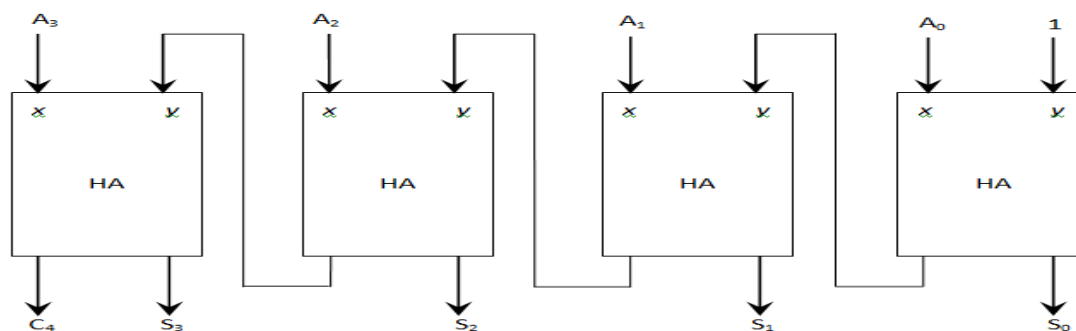 A₃ A₂ A₁ A₀ 1
x y x y x y x y
HA HA HA HA
C₄ S₃ S₂ S₁ S₀